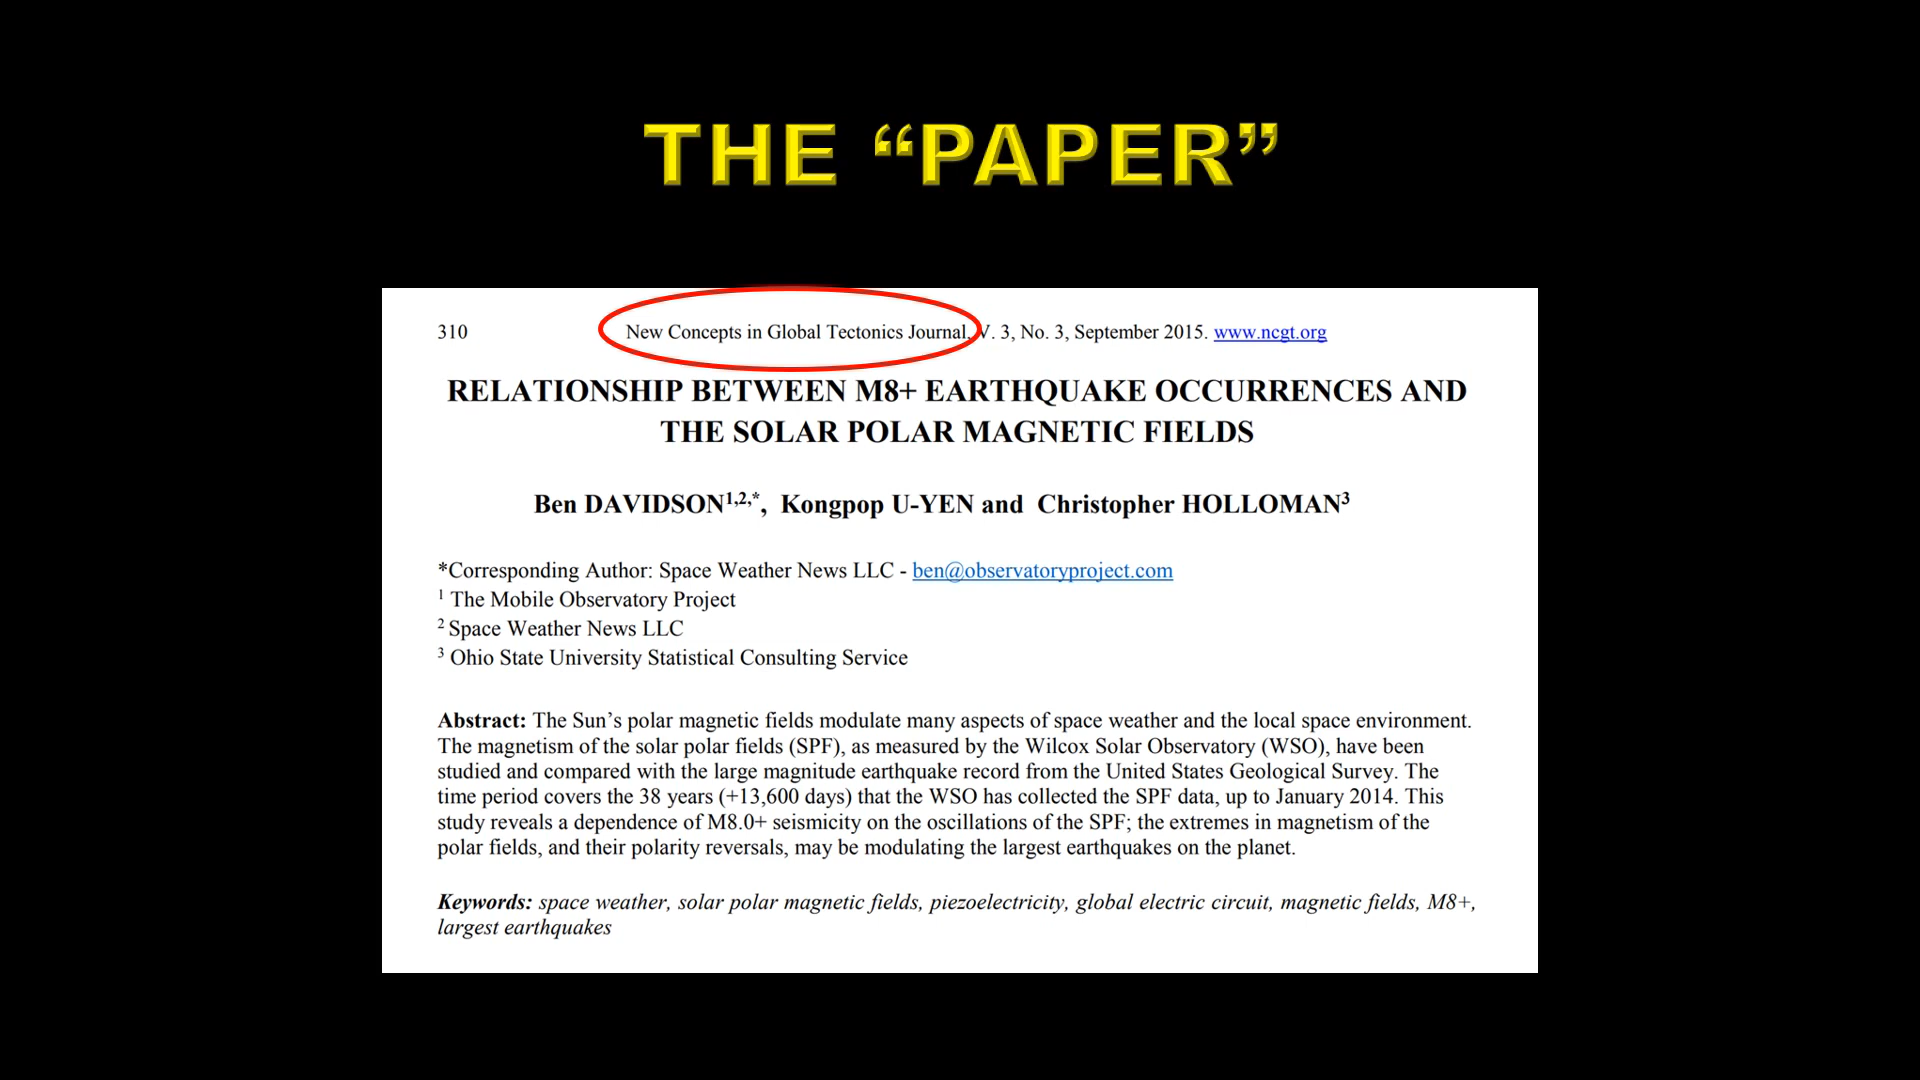 THE “PAPER”
310 New Concepts in Global Tectonics Journal, V. 3, No. 3, September 2015. www.ncgt.org
RELATIONSHIP BETWEEN M8+ EARTHQUAKE OCCURRENCES AND
THE SOLAR POLAR MAGNETIC FIELDS
Ben DAVIDSON1,2,*, Kongpop U-YEN and Christopher HOLLOMAN3
*Corresponding Author: Space Weather News LLC - ben@observatoryproject.com
1 The Mobile Observatory Project
2 Space Weather News LLC
3 Ohio State University Statistical Consulting Service
Abstract: The Sun’s polar magnetic fields modulate many aspects of space weather and the local space environment.
The magnetism of the solar polar fields (SPF), as measured by the Wilcox Solar Observatory (WSO), have been
studied and compared with the large magnitude earthquake record from the United States Geological Survey. The
time period covers the 38 years (+13,600 days) that the WSO has collected the SPF data, up to January 2014. This
study reveals a dependence of M8.0+ seismicity on the oscillations of the SPF; the extremes in magnetism of the
polar fields, and their polarity reversals, may be modulating the largest earthquakes on the planet.
Keywords: space weather, solar polar magnetic fields, piezoelectricity, global electric circuit, magnetic fields, M8+,
largest earthquakes